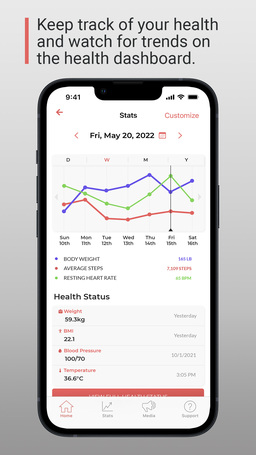 Keep track of your health
and watch for trends on
the health dashboard.
9:41
Stats
Customize
Fri, May 20, 2022
D W M Y
Sun Mon Tue Wed Thu Fri Sat
10th 11th 12th 13th 14th 15th 16th
BODY WEIGHT 165 LB
AVERAGE STEPS 7,109 STEPS
RESTING HEART RATE 65 BPM
Health Status
Weight
59.3kg
Yesterday
BMI
22.1
Yesterday
Blood Pressure
100/70
10/1/2021
Temperature
36.6°C
3:05 PM
VIEW FULL HEALTH STATUS
Home Stats Media Support